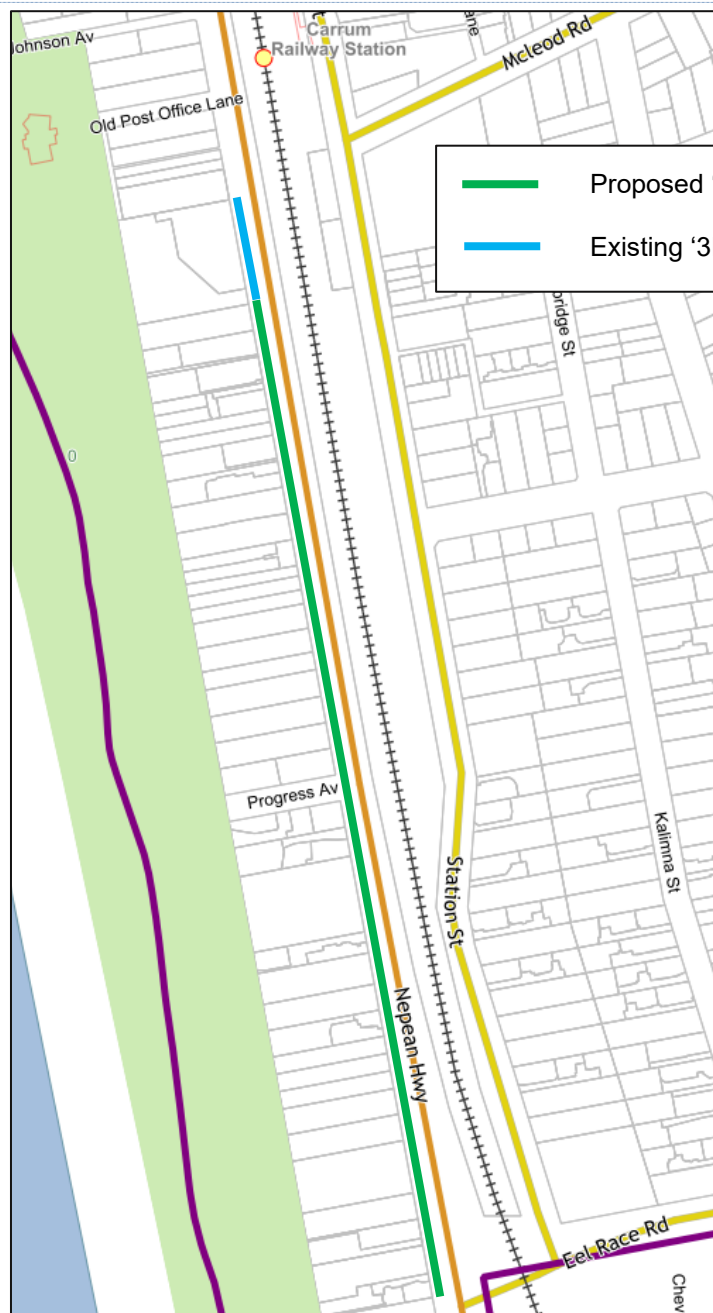 Johnson Av
Carrum
Railway Station
Mcleod Rd
Old Post Office Lane
Proposed '
Existing ‘3
0
Progress Av
Kalimna St
Station St
Nepean Hwy
Eel Race Rd